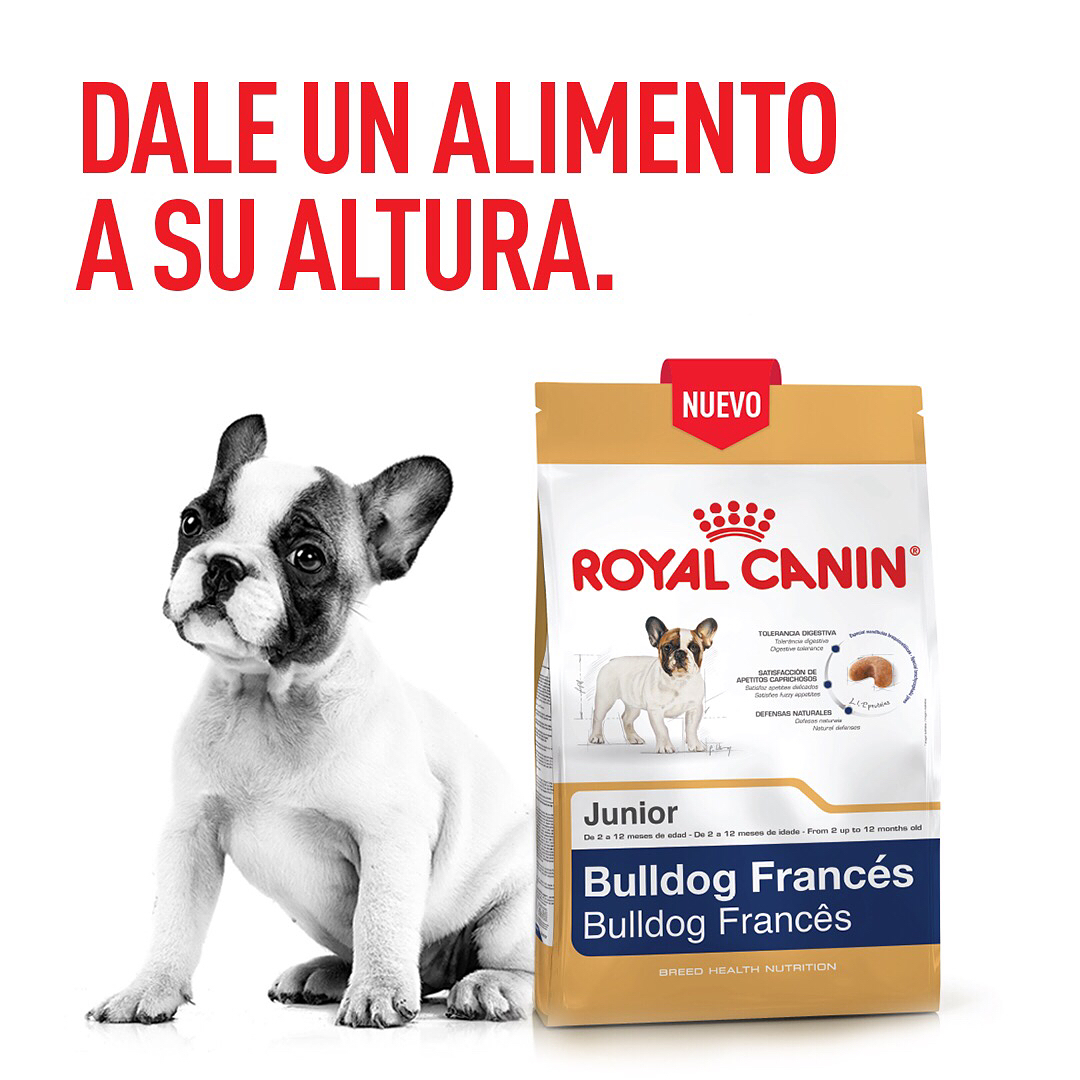 DALE UN ALIMENTO
A SU ALTURA.
NUEVO
ROYAL CANIN®
TOLERANCIA DIGESTIVA
Tolerância digestiva
Digestive tolerance
SATISFACCIÓN DE
APETITOS CAPRICHOSOS
Satisfaz apetites delicados
Satisfies fuzzy appetites
DEFENSAS NATURALES
Defesas naturais
Natural defenses
Junior
De 2 a 12 meses de edad - De 2 a 12 meses de idade - From 2 up to 12 months old
Bulldog Francés
Bulldog Francês
BREED HEALTH NUTRITION